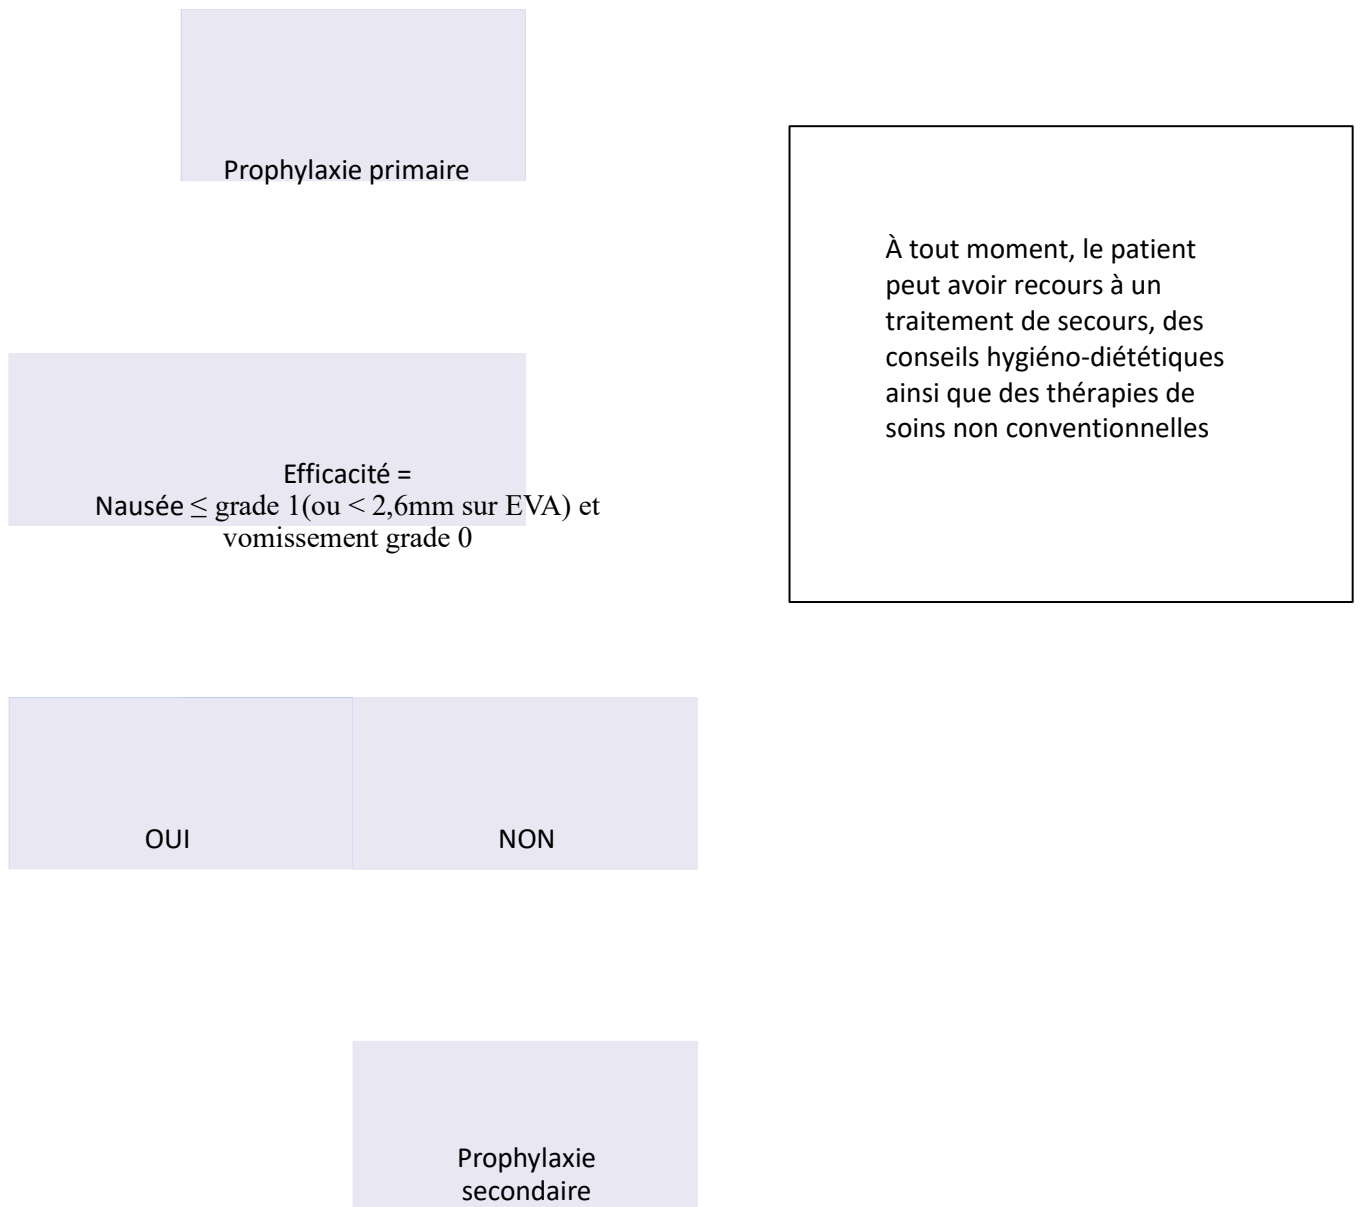 Prophylaxie primaire
À tout moment, le patient
peut avoir recours à un
traitement de secours, des
conseils hygiéno-diététiques
ainsi que des thérapies de
soins non conventionnelles
Efficacité =
Nausée ≤ grade 1(ou < 2,6mm sur EVA) et
vomissement grade 0
OUI
NON
Prophylaxie
secondaire